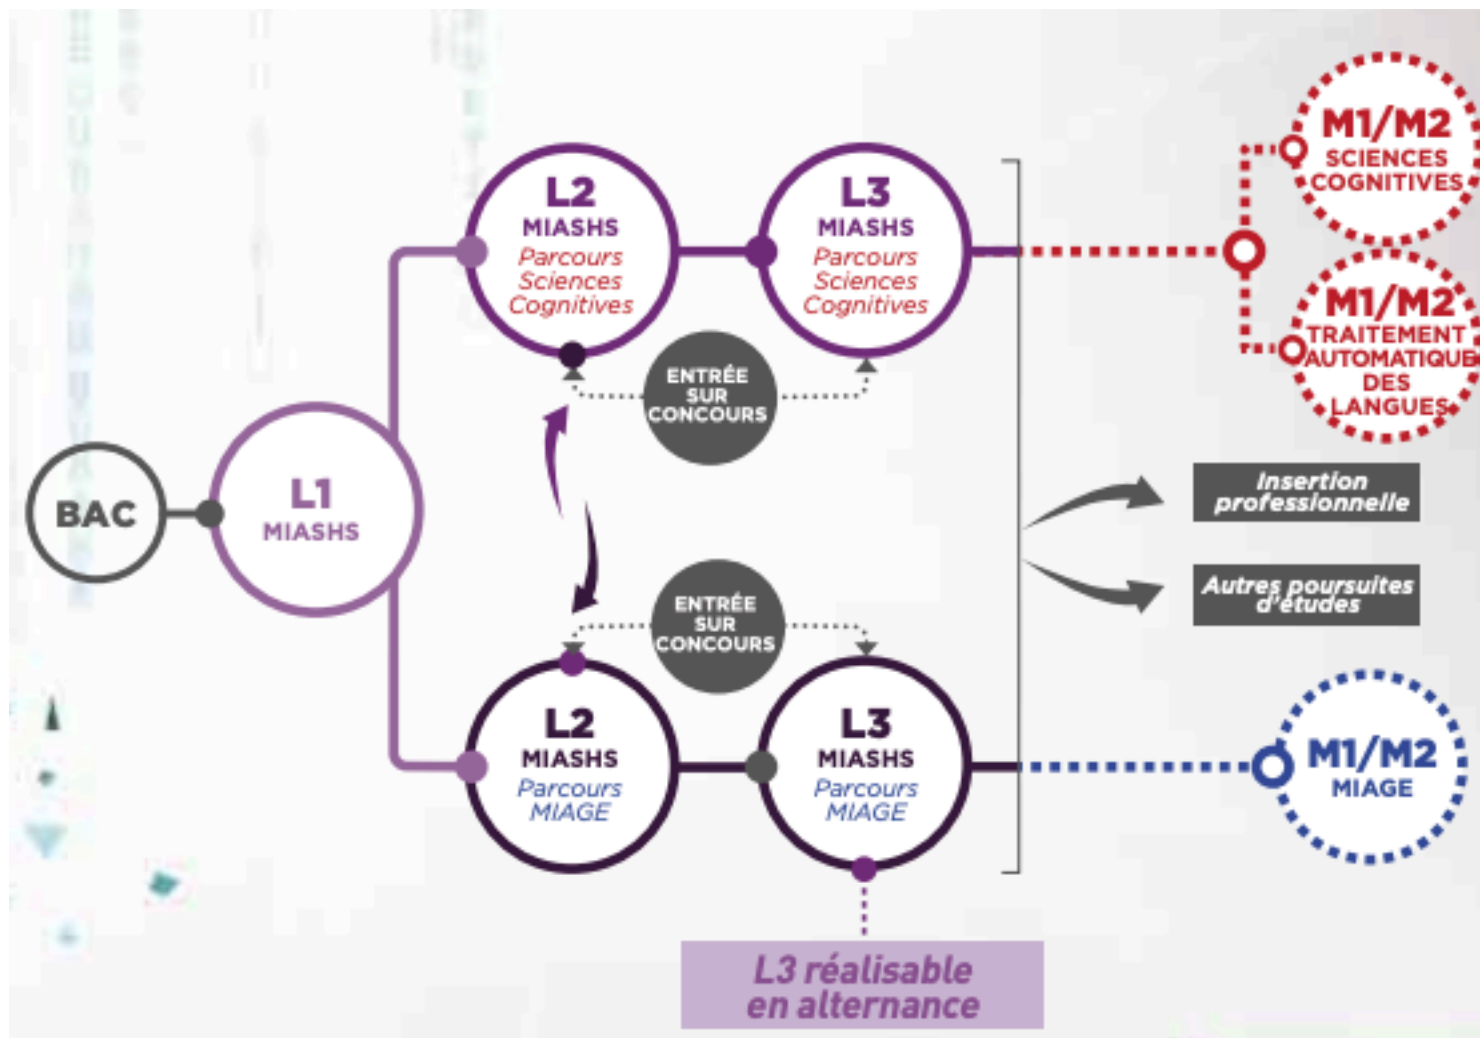 BAC
L1
MIASHS
L2
MIASHS
Parcours
Sciences
Cognitives
L3
MIASHS
Parcours
Sciences
Cognitives
ENTRÉE
SUR
CONCOURS
ENTRÉE
SUR
CONCOURS
L2
MIASHS
Parcours
MIAGE
L3
MIASHS
Parcours
MIAGE
L3 réalisable
en alternance
M1/M2
SCIENCES
COGNITIVES
M1/M2
TRAITEMENT
AUTOMATIQUE
DES
LANGUES
Insertion
professionnelle
Autres poursuites
d'études
M1/M2
MIAGE